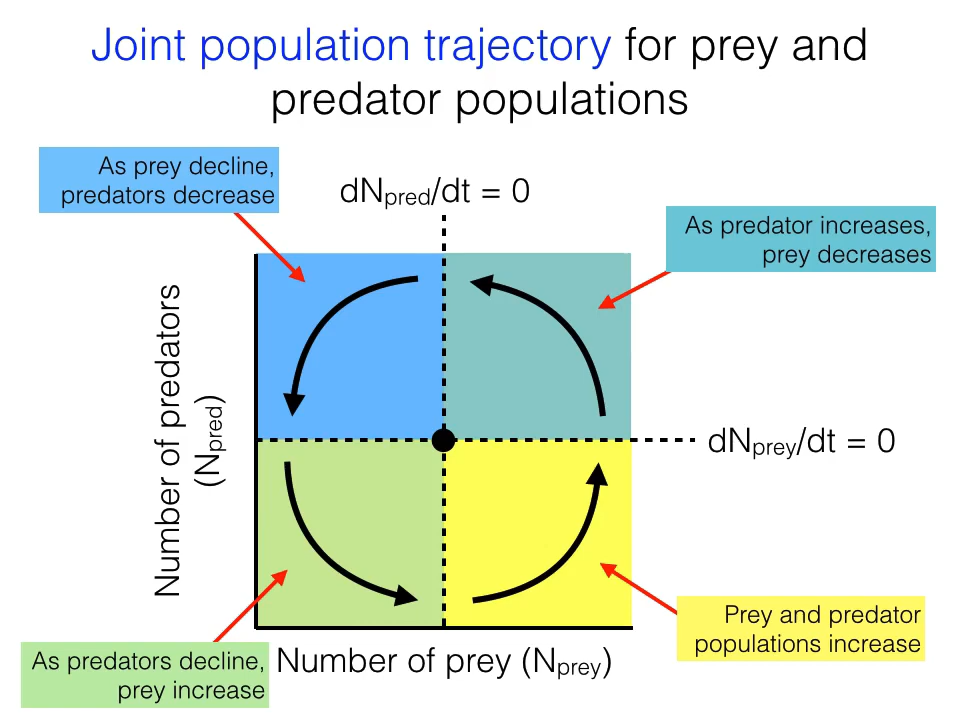 Joint population trajectory for prey and
predator populations
As prey decline,
predators decrease
dNpred/dt = 0
As predator increases,
prey decreases
Number of predators
(Npred)
dNprey/dt = 0
Prey and predator
populations increase
As predators decline,
prey increase
Number of prey (Nprey)